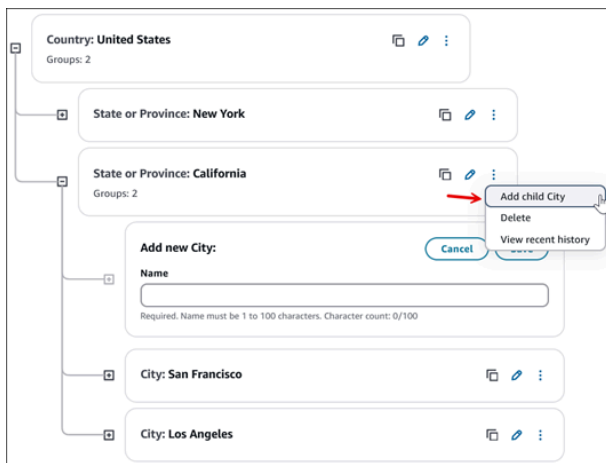 Country: United States
Groups: 2
State or Province: New York
State or Province: California
Groups: 2
Add child City
Delete
View recent history
Add new City:
Cancel
Name
Required. Name must be 1 to 100 characters. Character count: 0/100
City: San Francisco
City: Los Angeles